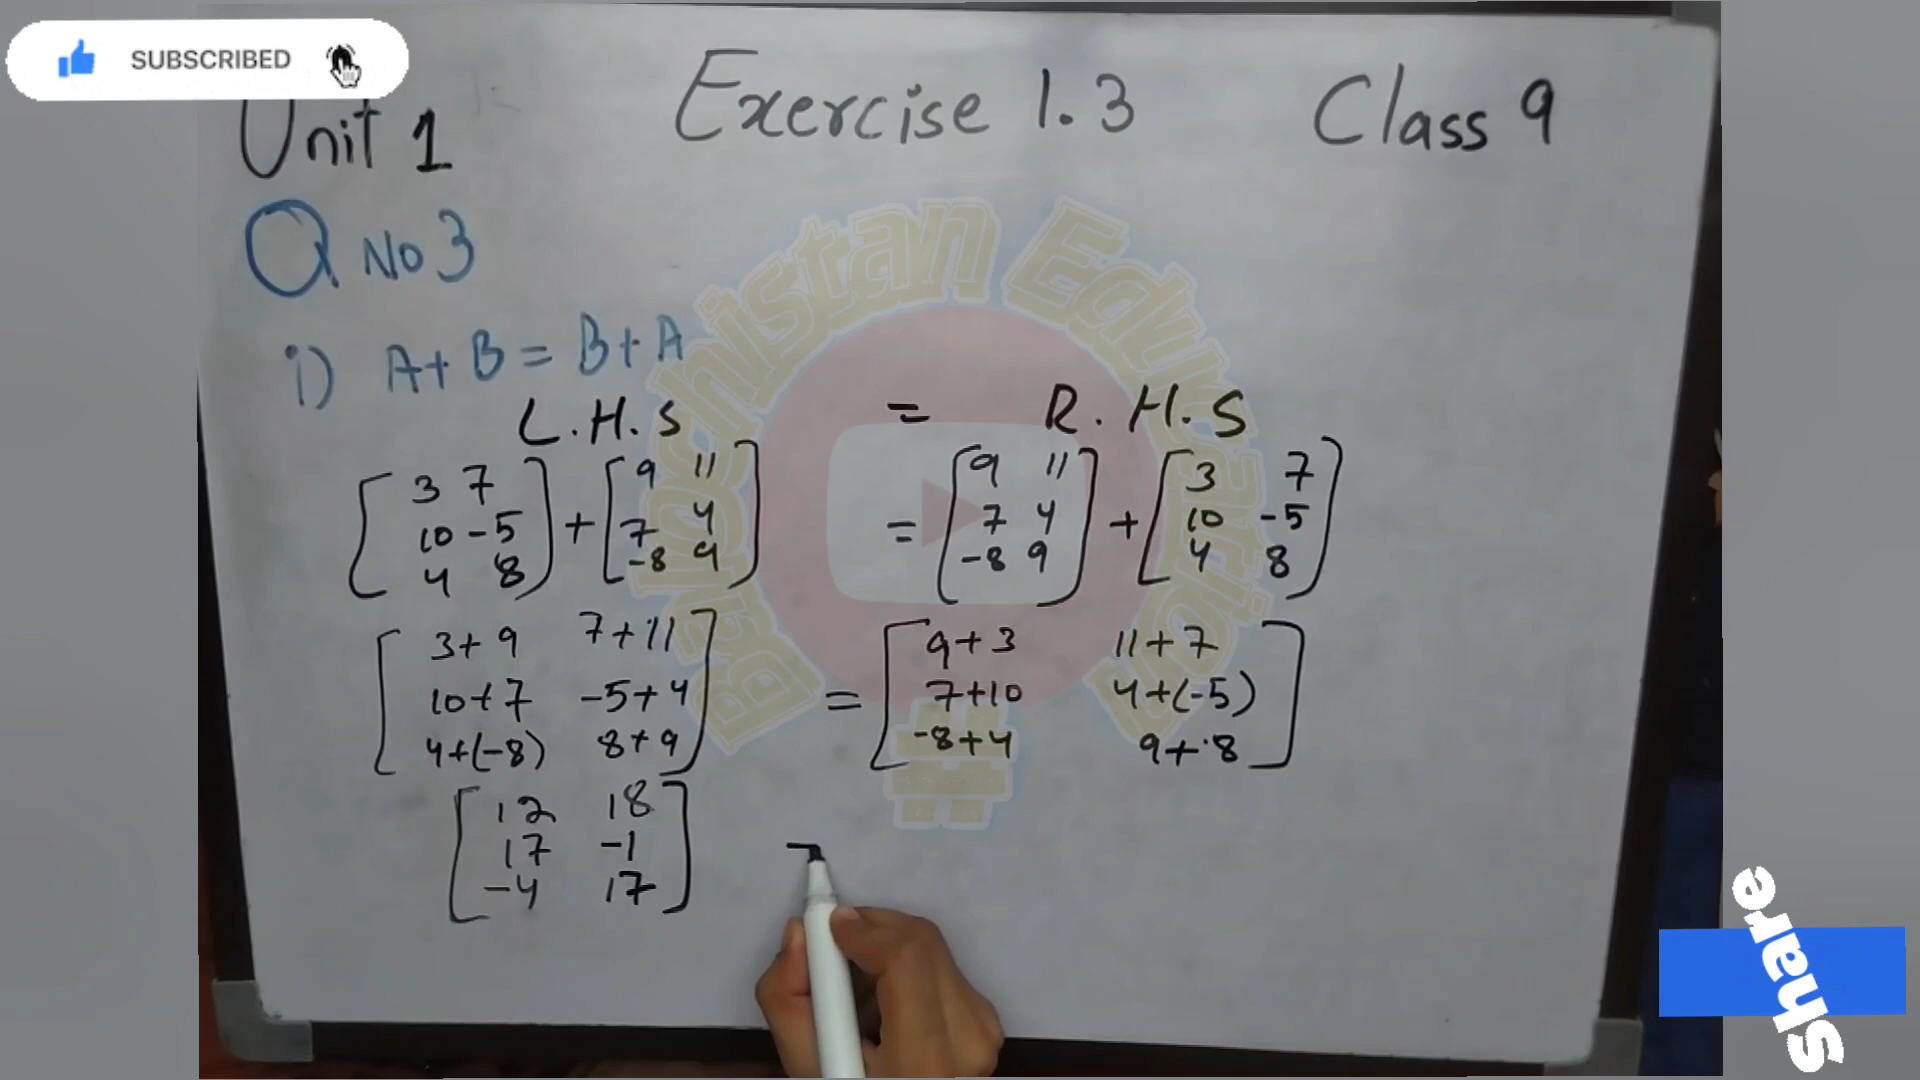 SUBSCRIBED
Unit 1 Exercise 1.3 Class 9
Q No 3
i) A+B = B+A
L.H.S = R.H.S
[3 7 + [9 11 = [9 11 + [3 7
10 -5 7 4 7 4 10 -5
4 8] -8 9] -8 9] 4 8]
[3+9 7+11 = [9+3 11+7
10+7 -5+4 7+10 4+(-5)
4+(-8) 8+9] -8+4 9+8]
[12 18
17 -1
-4 17]
Balochistan Educational
Share